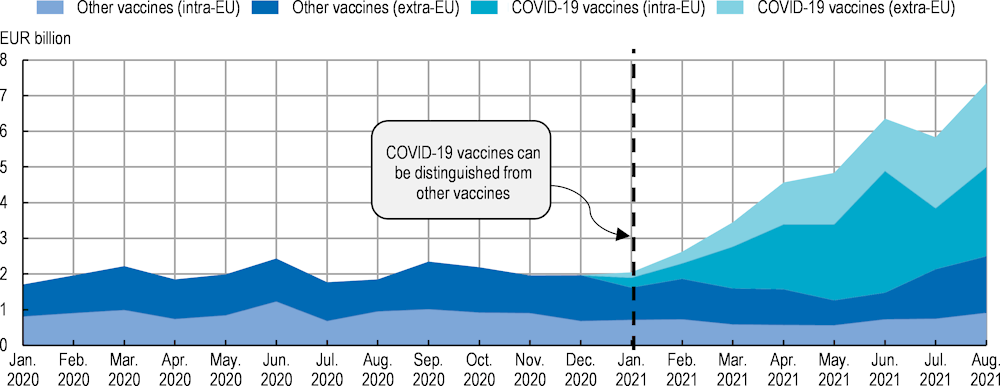 Other vaccines (intra-EU) Other vaccines (extra-EU) COVID-19 vaccines (intra-EU) COVID-19 vaccines (extra-EU)
EUR billion
8
7
6
5
4
3
2
1
0
COVID-19 vaccines can
be distinguished from
other vaccines
Jan. Feb. Mar. Apr. May. Jun. Jul. Aug. Sep. Oct. Nov. Dec. Jan. Feb. Mar. Apr. May. Jun. Jul. Aug.
2020 2020 2020 2020 2020 2020 2020 2020 2020 2020 2020 2020 2021 2021 2021 2021 2021 2021 2021 2021